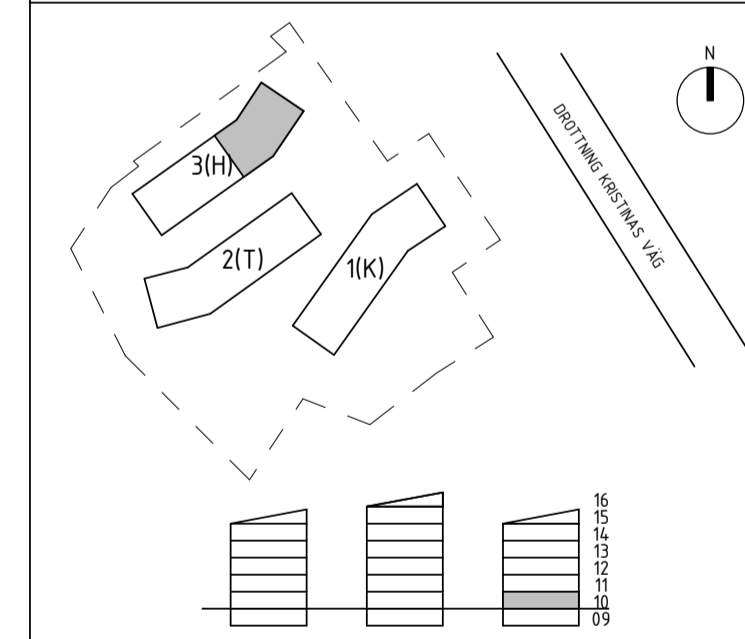 N
DROTTNING KRISTINAS VÄG
3(H)
2(T)
1(K)
16
15
14
13
12
11
10
09